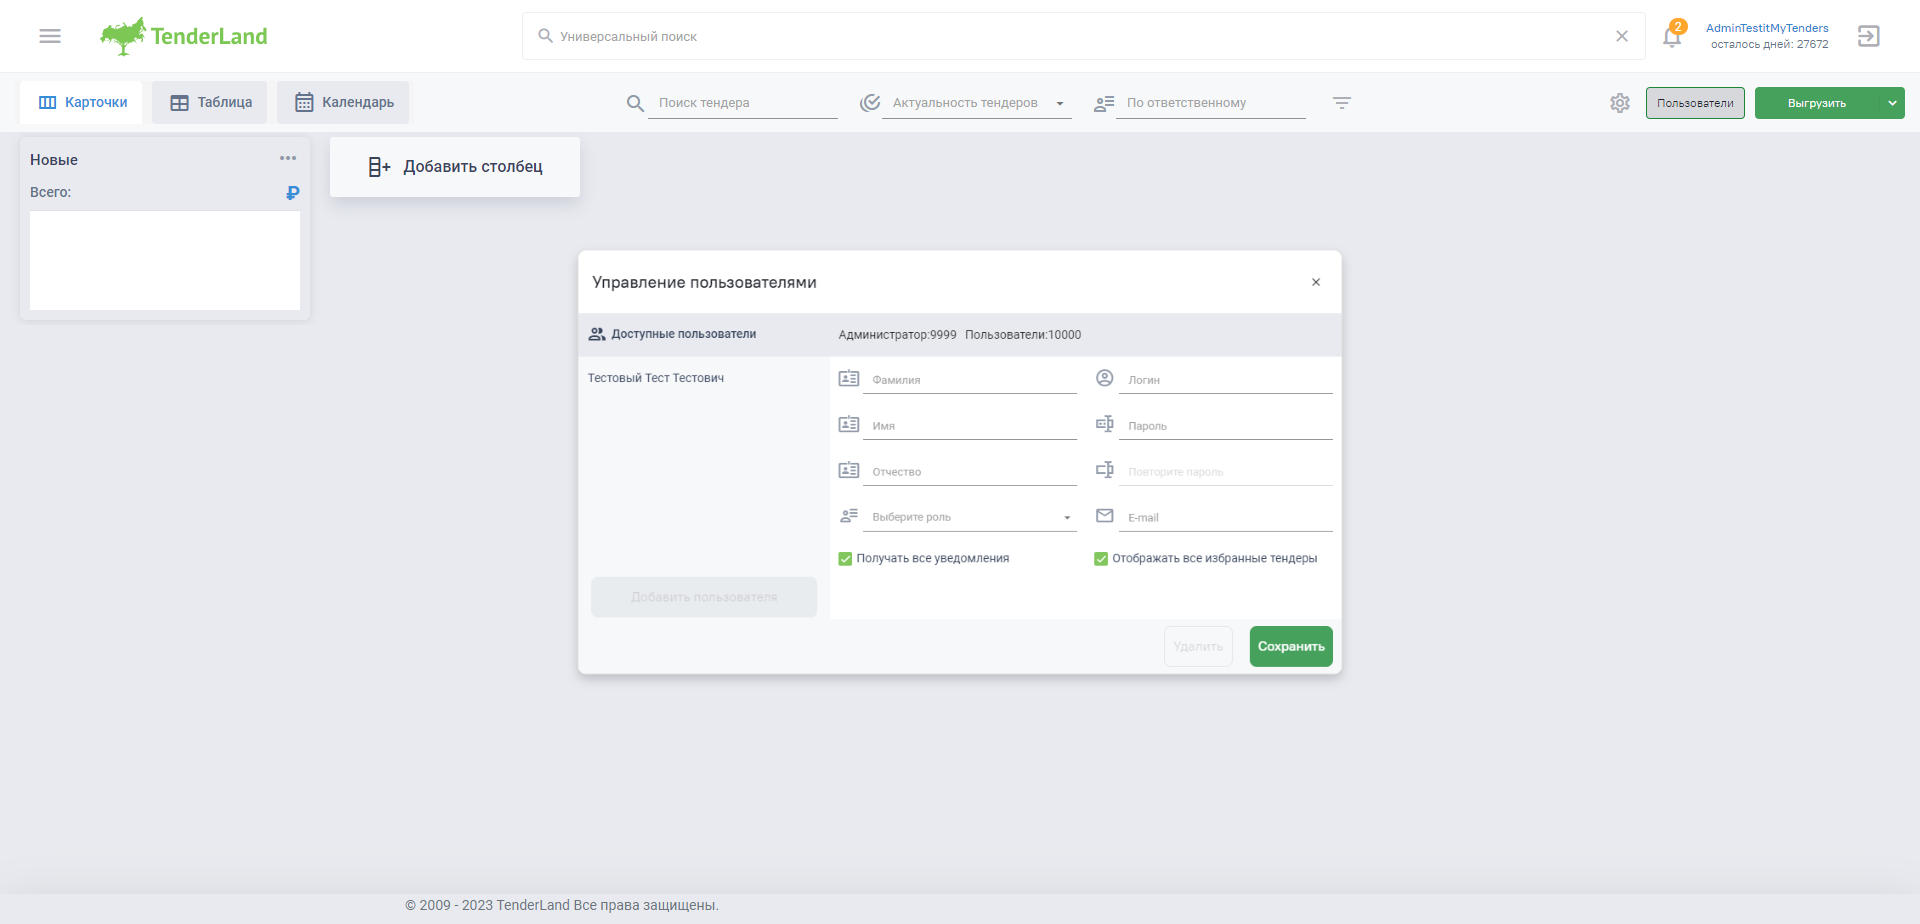 TenderLand
Универсальный поиск
2
AdminTestitMyTenders
осталось дней: 27672
Карточки
Таблица
Календарь
Поиск тендера
Актуальность тендеров
По ответственному
Пользователи
Выгрузить
Новые
Всего:
₽
Добавить столбец
Управление пользователями
Доступные пользователи
Администратор:9999 Пользователи:10000
Тестовый Тест Тестович
Фамилия
Логин
Имя
Пароль
Отчество
Повторите пароль
Выберите роль
E-mail
Получать все уведомления
Отображать все избранные тендеры
Добавить пользователя
Удалить
Сохранить
© 2009 - 2023 TenderLand Все права защищены.